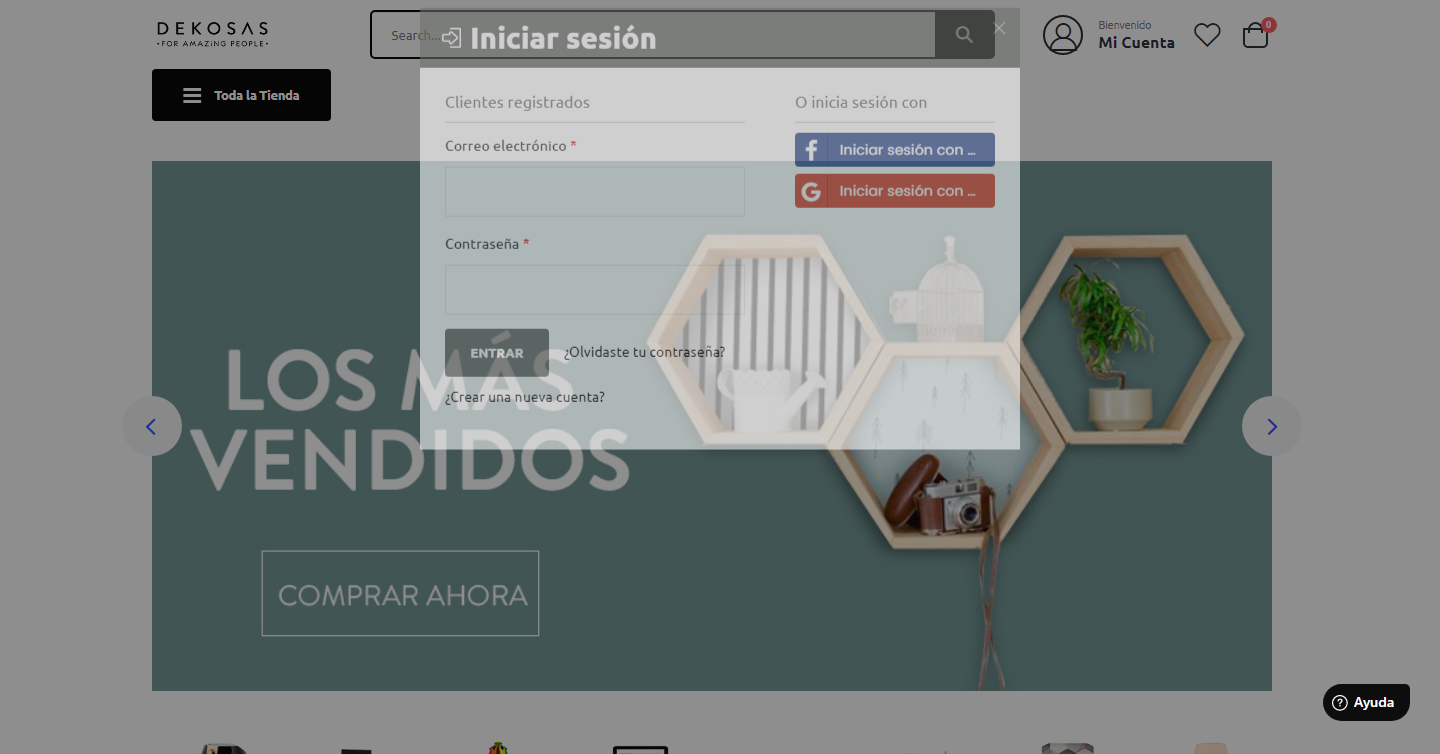 DEKOSAS
•FOR AMAZiNG PEOPLE•
Search...
Iniciar sesión
Bienvenido
Mi Cuenta
0
Toda la Tienda
Clientes registrados
O inicia sesión con
Correo electrónico *
Iniciar sesión con ...
Iniciar sesión con ...
Contraseña *
ENTRAR
¿Olvidaste tu contraseña?
¿Crear una nueva cuenta?
LOS MÁS
VENDIDOS
COMPRAR AHORA
Ayuda